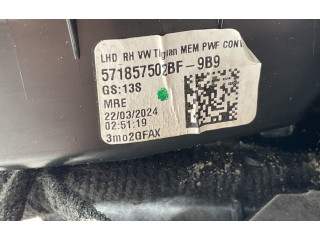 LHD RH VW Tiguan MEM PWF CONV
571857502BF-9B9
GS:13S
MRE
22/03/2024
02:51:19
3mo2GFAX